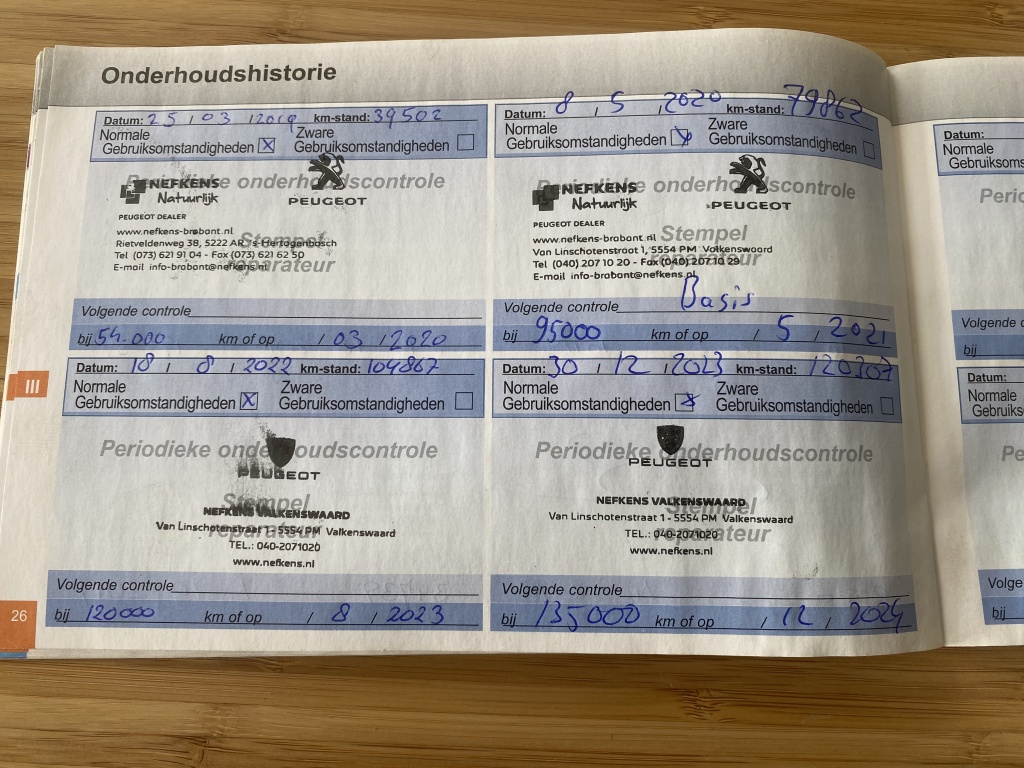 Onderhoudshistorie
Datum: 25 / 03 / 2019 km-stand: 39502
Normale Gebruiksomstandigheden X Zware Gebruiksomstandigheden
Periodieke onderhoudscontrole
NEFKENS
Natuurlijk
PEUGEOT
PEUGEOT DEALER
www.nefkens-brabant.nl
Rietveldenweg 38, 5222 AR 's-Hertogenbosch
Tel (073) 621 91 04 - Fax (073) 621 62 50
E-mail info-brabant@nefkens.nl
Stempel
reparateur
Volgende controle
bij 54.000 km of op / 03 / 2020
Datum: 8 / 5 / 2020 km-stand: 79862
Normale Gebruiksomstandigheden X Zware Gebruiksomstandigheden
Periodieke onderhoudscontrole
NEFKENS
Natuurlijk
PEUGEOT
PEUGEOT DEALER
www.nefkens-brabant.nl
Van Linschotenstraat 1, 5554 PM Valkenswaard
Tel (040) 207 10 20 - Fax (040) 207 10 29
E-mail info-brabant@nefkens.nl
Stempel
reparateur
Volgende controle Basis
bij 95000 km of op / 5 / 2021
Datum: 18 / 8 / 2022 km-stand: 104867
Normale Gebruiksomstandigheden X Zware Gebruiksomstandigheden
Periodieke onderhoudscontrole
PEUGEOT
Stempel
reparateur
NEFKENS VALKENSWAARD
Van Linschotenstraat 1 - 5554 PM Valkenswaard
TEL.: 040-2071020
www.nefkens.nl
Volgende controle
bij 120000 km of op / 8 / 2023
Datum: 30 / 12 / 2023 km-stand: 120307
Normale Gebruiksomstandigheden X Zware Gebruiksomstandigheden
Periodieke onderhoudscontrole
PEUGEOT
Stempel
reparateur
NEFKENS VALKENSWAARD
Van Linschotenstraat 1 - 5554 PM Valkenswaard
TEL.: 040-2071020
www.nefkens.nl
Volgende controle
bij 135000 km of op / 12 / 2024
III
26
Datum:
Normale
Gebruiksoms
Periodi
Volgende c
bij
Datum:
Normale
Gebruiks
Pe
Volge
bij